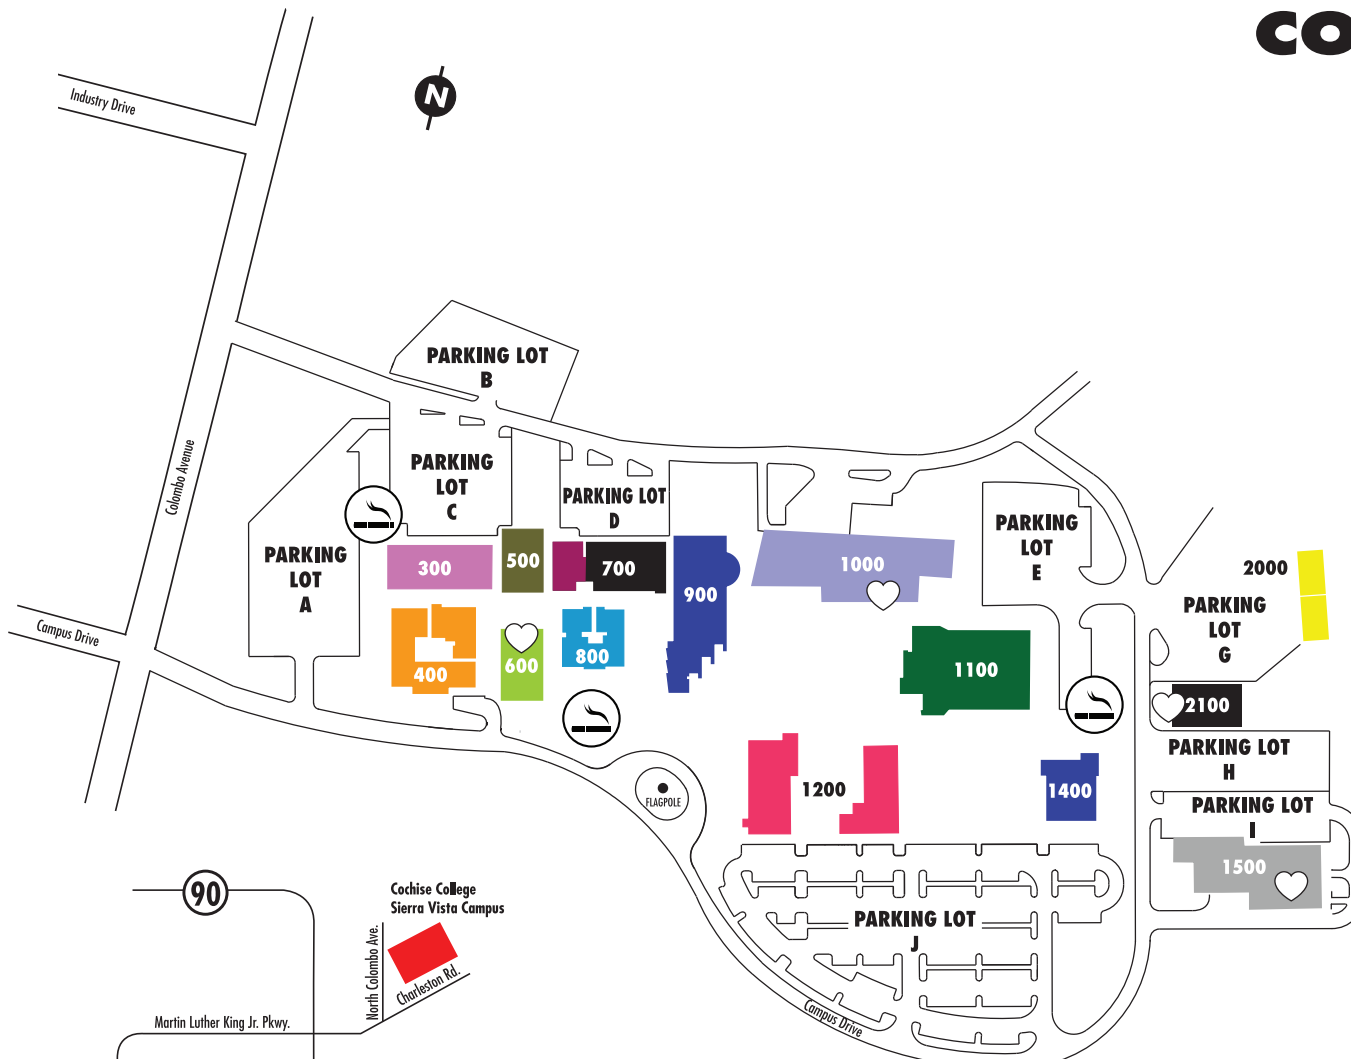 CO
N
Industry Drive
Colombo Avenue
Campus Drive
PARKING LOT
B
PARKING
LOT
C
PARKING LOT
D
PARKING
LOT
A
PARKING
LOT
E
300
500
700
900
1000
2000
PARKING
LOT
G
400
600
800
1100
2100
PARKING LOT
H
1200
1400
FLAGPOLE
PARKING LOT
I
1500
PARKING LOT
J
Campus Drive
90
Cochise College
Sierra Vista Campus
North Colombo Ave.
Charleston Rd.
Martin Luther King Jr. Pkwy.